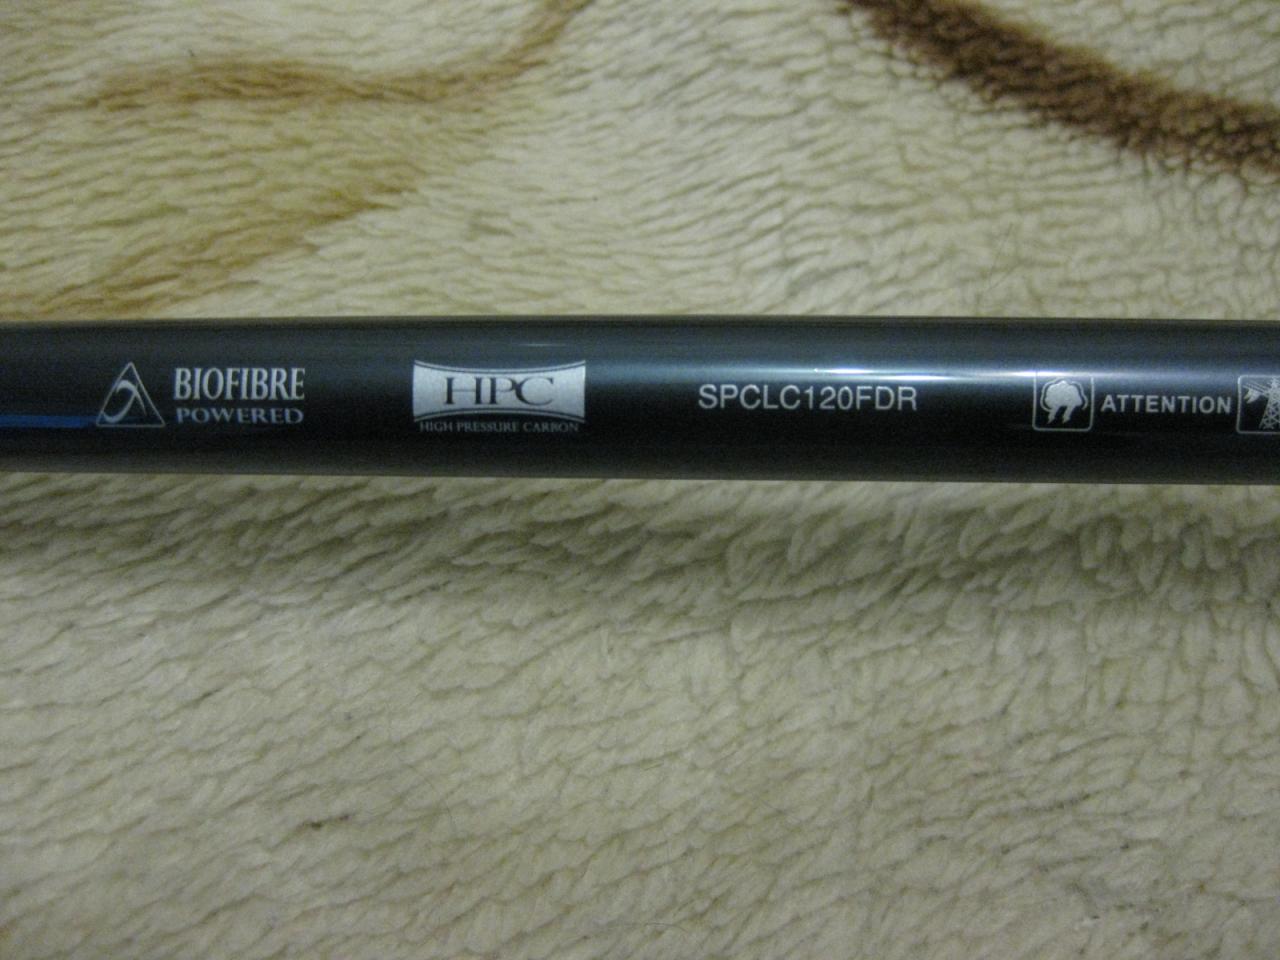 BIOFIBRE
POWERED
HPC
HIGH PRESSURE CARBON
SPCLC120FDR
ATTENTION